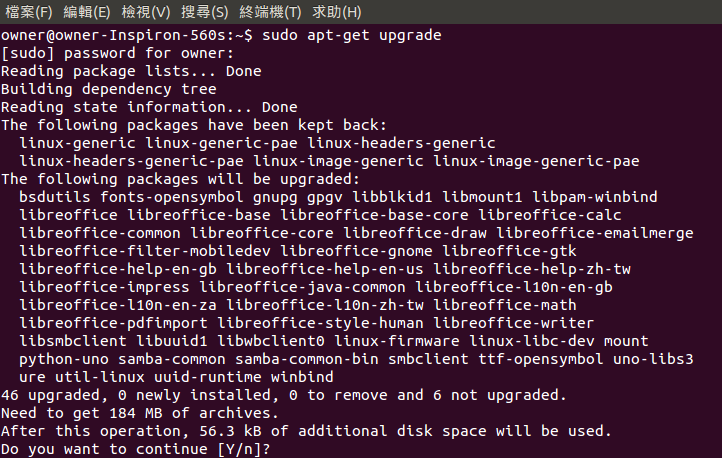 檔案(F) 編輯(E) 檢視(V) 搜尋(S) 終端機(T) 求助(H)
owner@owner-Inspiron-560s:~$ sudo apt-get upgrade
[sudo] password for owner:
Reading package lists... Done
Building dependency tree
Reading state information... Done
The following packages have been kept back:
  linux-generic linux-generic-pae linux-headers-generic
  linux-headers-generic-pae linux-image-generic linux-image-generic-pae
The following packages will be upgraded:
  bsdutils fonts-opensymbol gnupg gpgv libblkid1 libmount1 libpam-winbind
  libreoffice libreoffice-base libreoffice-base-core libreoffice-calc
  libreoffice-common libreoffice-core libreoffice-draw libreoffice-emailmerge
  libreoffice-filter-mobiledev libreoffice-gnome libreoffice-gtk
  libreoffice-help-en-gb libreoffice-help-en-us libreoffice-help-zh-tw
  libreoffice-impress libreoffice-java-common libreoffice-l10n-en-gb
  libreoffice-l10n-en-za libreoffice-l10n-zh-tw libreoffice-math
  libreoffice-pdfimport libreoffice-style-human libreoffice-writer
  libsmbclient libuuid1 libwbclient0 linux-firmware linux-libc-dev mount
  python-uno samba-common samba-common-bin smbclient ttf-opensymbol uno-libs3
  ure util-linux uuid-runtime winbind
46 upgraded, 0 newly installed, 0 to remove and 6 not upgraded.
Need to get 184 MB of archives.
After this operation, 56.3 kB of additional disk space will be used.
Do you want to continue [Y/n]?